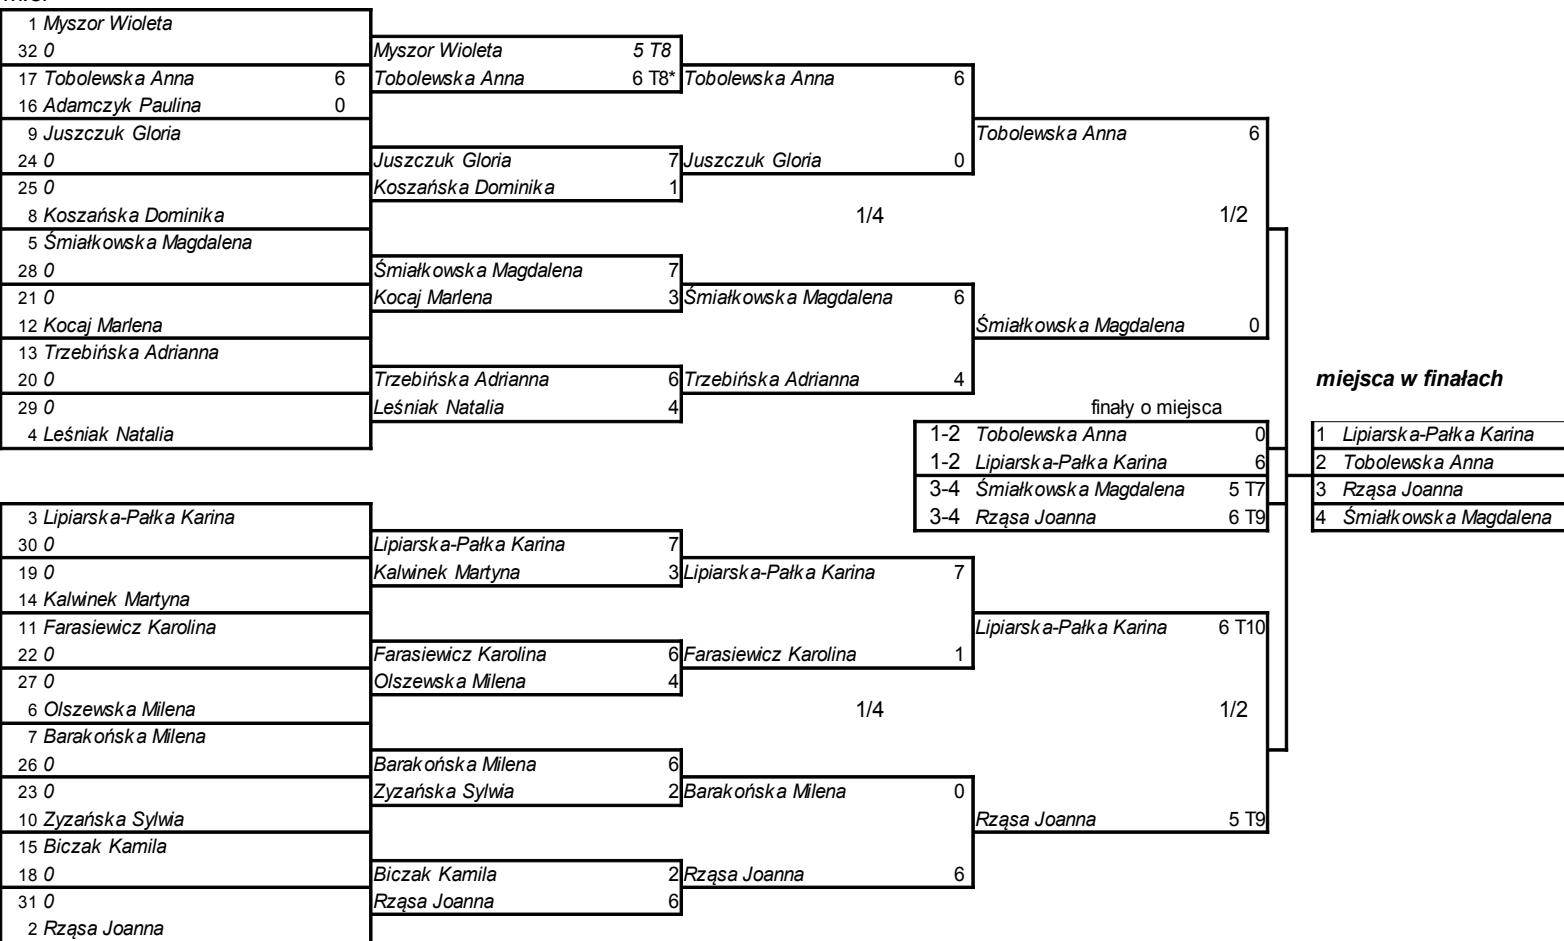 1 Myszor Wioleta
32 0 Myszor Wioleta 5 T8
17 Tobolewska Anna 6 Tobolewska Anna 6 T8* Tobolewska Anna 6
16 Adamczyk Paulina 0
9 Juszczuk Gloria Tobolewska Anna 6
24 0 Juszczuk Gloria 7 Juszczuk Gloria 0
25 0 Koszańska Dominika 1
8 Koszańska Dominika 1/4 1/2
5 Śmiałkowska Magdalena
28 0 Śmiałkowska Magdalena 7
21 0 Kocaj Marlena 3 Śmiałkowska Magdalena 6
12 Kocaj Marlena Śmiałkowska Magdalena 0
13 Trzebińska Adrianna
20 0 Trzebińska Adrianna 6 Trzebińska Adrianna 4 miejsca w finałach
29 0 Leśniak Natalia 4 finały o miejsca
4 Leśniak Natalia 1-2 Tobolewska Anna 0 1 Lipiarska-Pałka Karina
1-2 Lipiarska-Pałka Karina 6 2 Tobolewska Anna
3-4 Śmiałkowska Magdalena 5 T7 3 Rząsa Joanna
3 Lipiarska-Pałka Karina 3-4 Rząsa Joanna 6 T9 4 Śmiałkowska Magdalena
30 0 Lipiarska-Pałka Karina 7
19 0 Kalwinek Martyna 3 Lipiarska-Pałka Karina 7
14 Kalwinek Martyna
11 Farasiewicz Karolina Lipiarska-Pałka Karina 6 T10
22 0 Farasiewicz Karolina 6 Farasiewicz Karolina 1
27 0 Olszewska Milena 4
6 Olszewska Milena 1/4 1/2
7 Barakońska Milena
26 0 Barakońska Milena 6
23 0 Zyzańska Sylwia 2 Barakońska Milena 0
10 Zyzańska Sylwia Rząsa Joanna 5 T9
15 Biczak Kamila
18 0 Biczak Kamila 2 Rząsa Joanna 6
31 0 Rząsa Joanna 6
2 Rząsa Joanna